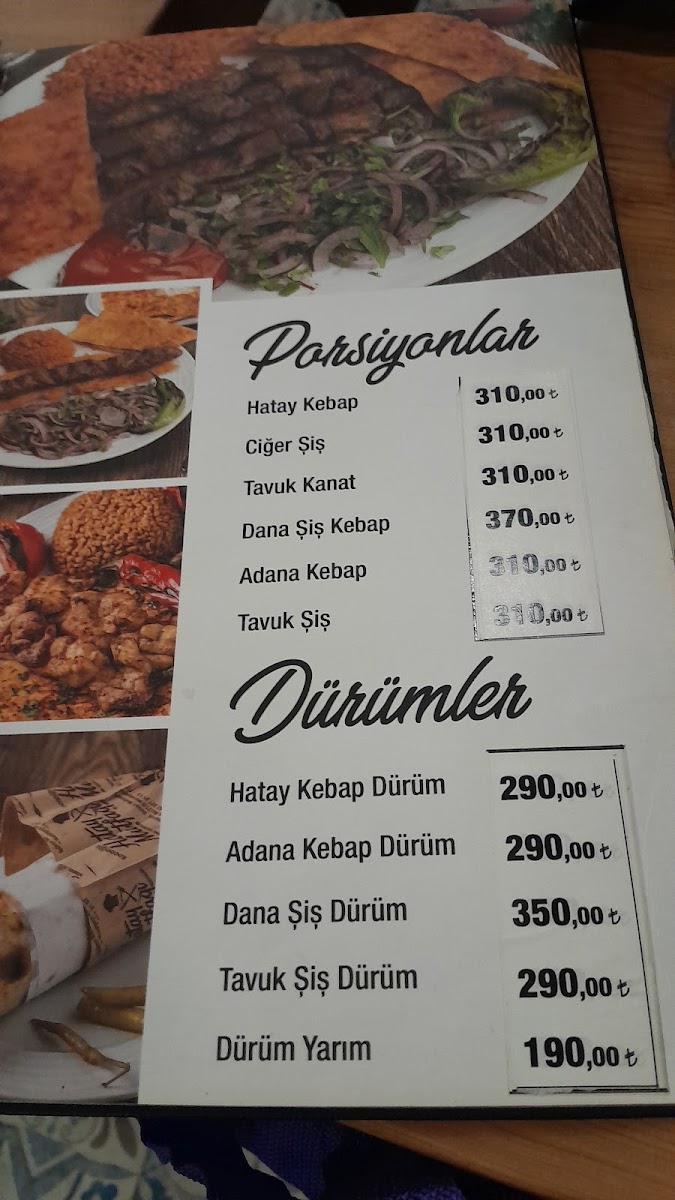 Porsiyonlar
Hatay Kebap 310,00 ₺
Ciğer Şiş 310,00 ₺
Tavuk Kanat 310,00 ₺
Dana Şiş Kebap 370,00 ₺
Adana Kebap 310,00 ₺
Tavuk Şiş 310,00 ₺
Dürümler
Hatay Kebap Dürüm 290,00 ₺
Adana Kebap Dürüm 290,00 ₺
Dana Şiş Dürüm 350,00 ₺
Tavuk Şiş Dürüm 290,00 ₺
Dürüm Yarım 190,00 ₺